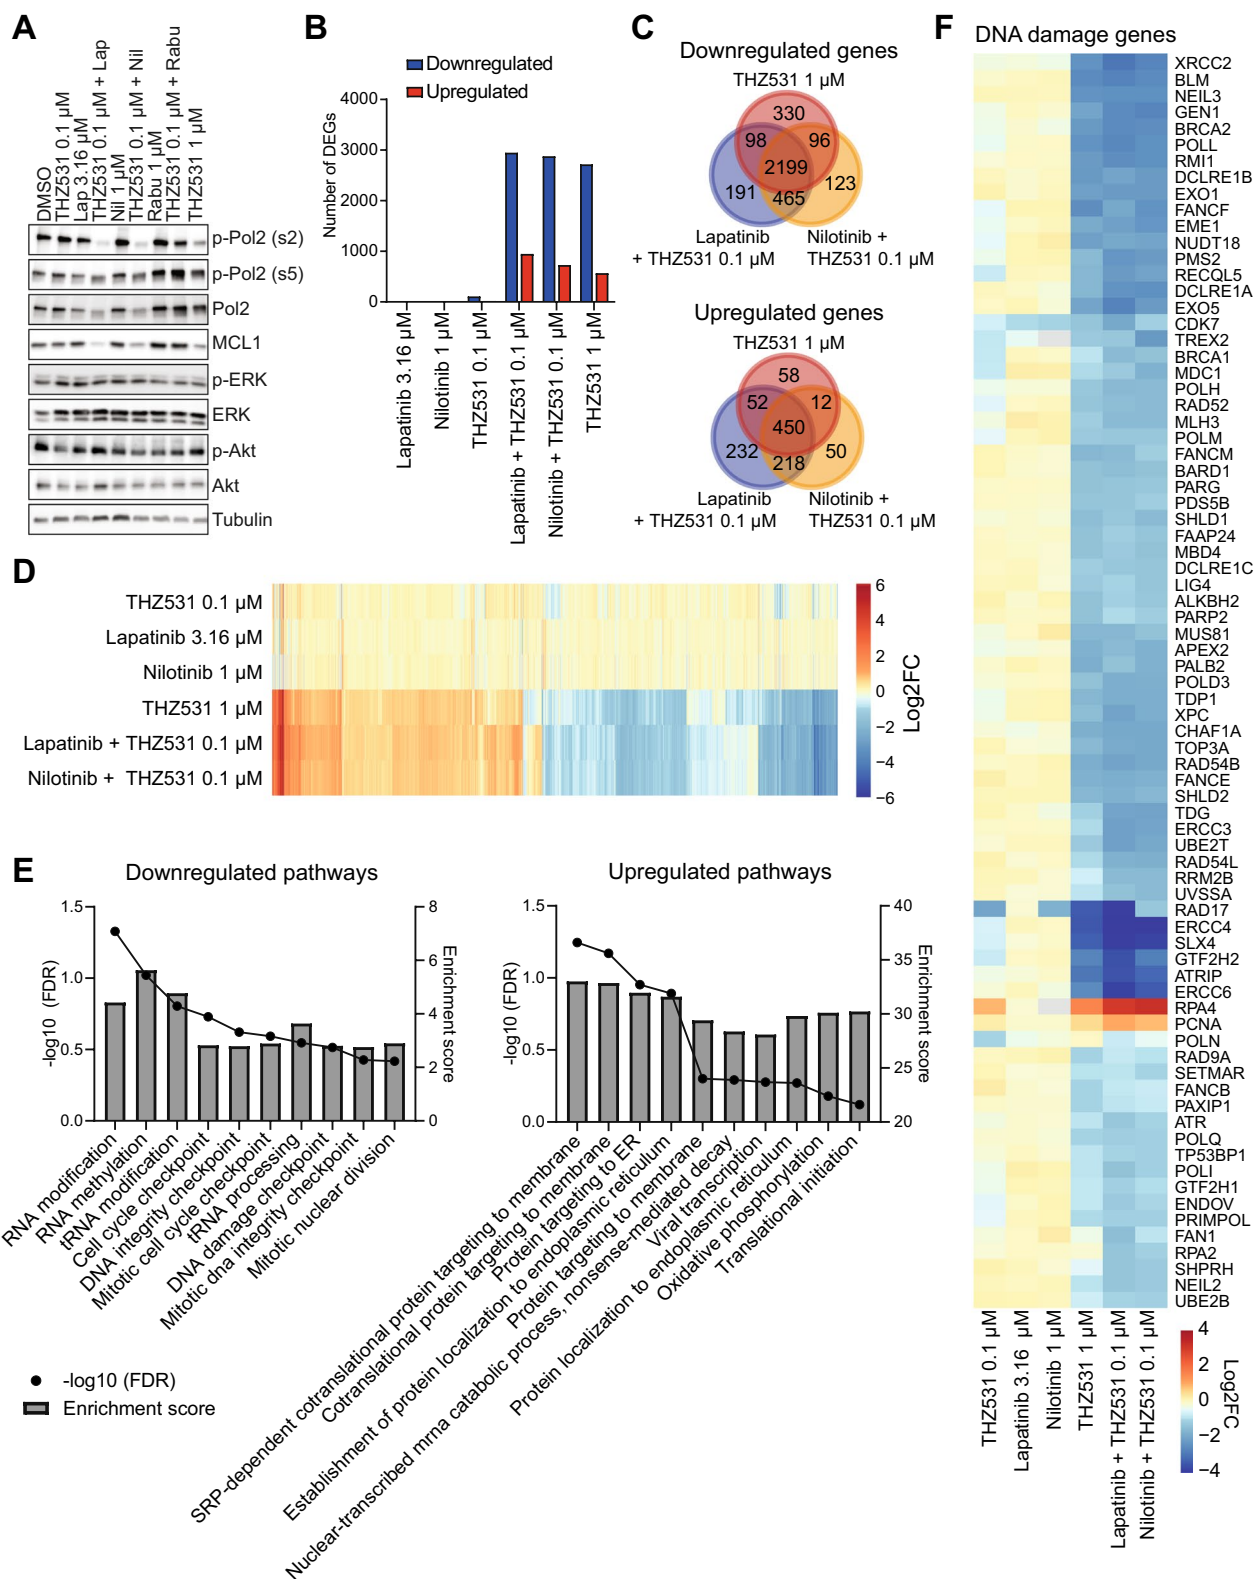 A
DMSO
THZ531 0.1 µM
Lap 3.16 µM
THZ531 0.1 µM + Lap
Nil 1 µM
THZ531 0.1 µM + Nil
Rabu 1 µM
THZ531 0.1 µM + Rabu
THZ531 1 µM
p-Pol2 (s2)
p-Pol2 (s5)
Pol2
MCL1
p-ERK
ERK
p-Akt
Akt
Tubulin
B
Downregulated
Upregulated
Number of DEGs
4000
3000
2000
1000
0
Lapatinib 3.16 µM
Nilotinib 1 µM
THZ531 0.1 µM
Lapatinib + THZ531 0.1 µM
Nilotinib + THZ531 0.1 µM
THZ531 1 µM
C
Downregulated genes
THZ531 1 µM
330
98
96
2199
191
123
465
Lapatinib
+ THZ531 0.1 µM
Nilotinib +
THZ531 0.1 µM
Upregulated genes
THZ531 1 µM
58
52
12
450
232
50
218
Lapatinib
+ THZ531 0.1 µM
Nilotinib +
THZ531 0.1 µM
D
THZ531 0.1 µM
Lapatinib 3.16 µM
Nilotinib 1 µM
THZ531 1 µM
Lapatinib + THZ531 0.1 µM
Nilotinib + THZ531 0.1 µM
6
4
2
0
−2
−4
−6
Log2FC
E
Downregulated pathways
-log10 (FDR)
1.5
1.0
0.5
0.0
8
6
4
2
0
Enrichment score
RNA modification
RNA methylation
tRNA modification
Cell cycle checkpoint
DNA integrity checkpoint
Mitotic cell cycle checkpoint
tRNA processing
DNA damage checkpoint
Mitotic dna integrity checkpoint
Mitotic nuclear division
Upregulated pathways
-log10 (FDR)
1.5
1.0
0.5
0.0
40
35
30
25
20
Enrichment score
SRP-dependent cotranslational protein targeting to membrane
Cotranslational protein targeting to membrane
Protein targeting to ER
Establishment of protein localization to endoplasmic reticulum
Protein targeting to membrane
Nuclear-transcribed mrna catabolic process, nonsense-mediated decay
Viral transcription
Protein localization to endoplasmic reticulum
Oxidative phosphorylation
Translational initiation
-log10 (FDR)
Enrichment score
F
DNA damage genes
XRCC2
BLM
NEIL3
GEN1
BRCA2
POLL
RMI1
DCLRE1B
EXO1
FANCF
EME1
NUDT18
PMS2
RECQL5
DCLRE1A
EXO5
CDK7
TREX2
BRCA1
MDC1
POLH
RAD52
MLH3
POLM
FANCM
BARD1
PARG
PDS5B
SHLD1
FAAP24
MBD4
DCLRE1C
LIG4
ALKBH2
PARP2
MUS81
APEX2
PALB2
POLD3
TDP1
XPC
CHAF1A
TOP3A
RAD54B
FANCE
SHLD2
TDG
ERCC3
UBE2T
RAD54L
RRM2B
UVSSA
RAD17
ERCC4
SLX4
GTF2H2
ATRIP
ERCC6
RPA4
PCNA
POLN
RAD9A
SETMAR
FANCB
PAXIP1
ATR
POLQ
TP53BP1
POLI
GTF2H1
ENDOV
PRIMPOL
FAN1
RPA2
SHPRH
NEIL2
UBE2B
THZ531 0.1 µM
Lapatinib 3.16 µM
Nilotinib 1 µM
THZ531 1 µM
Lapatinib + THZ531 0.1 µM
Nilotinib + THZ531 0.1 µM
4
2
0
−2
−4
Log2FC